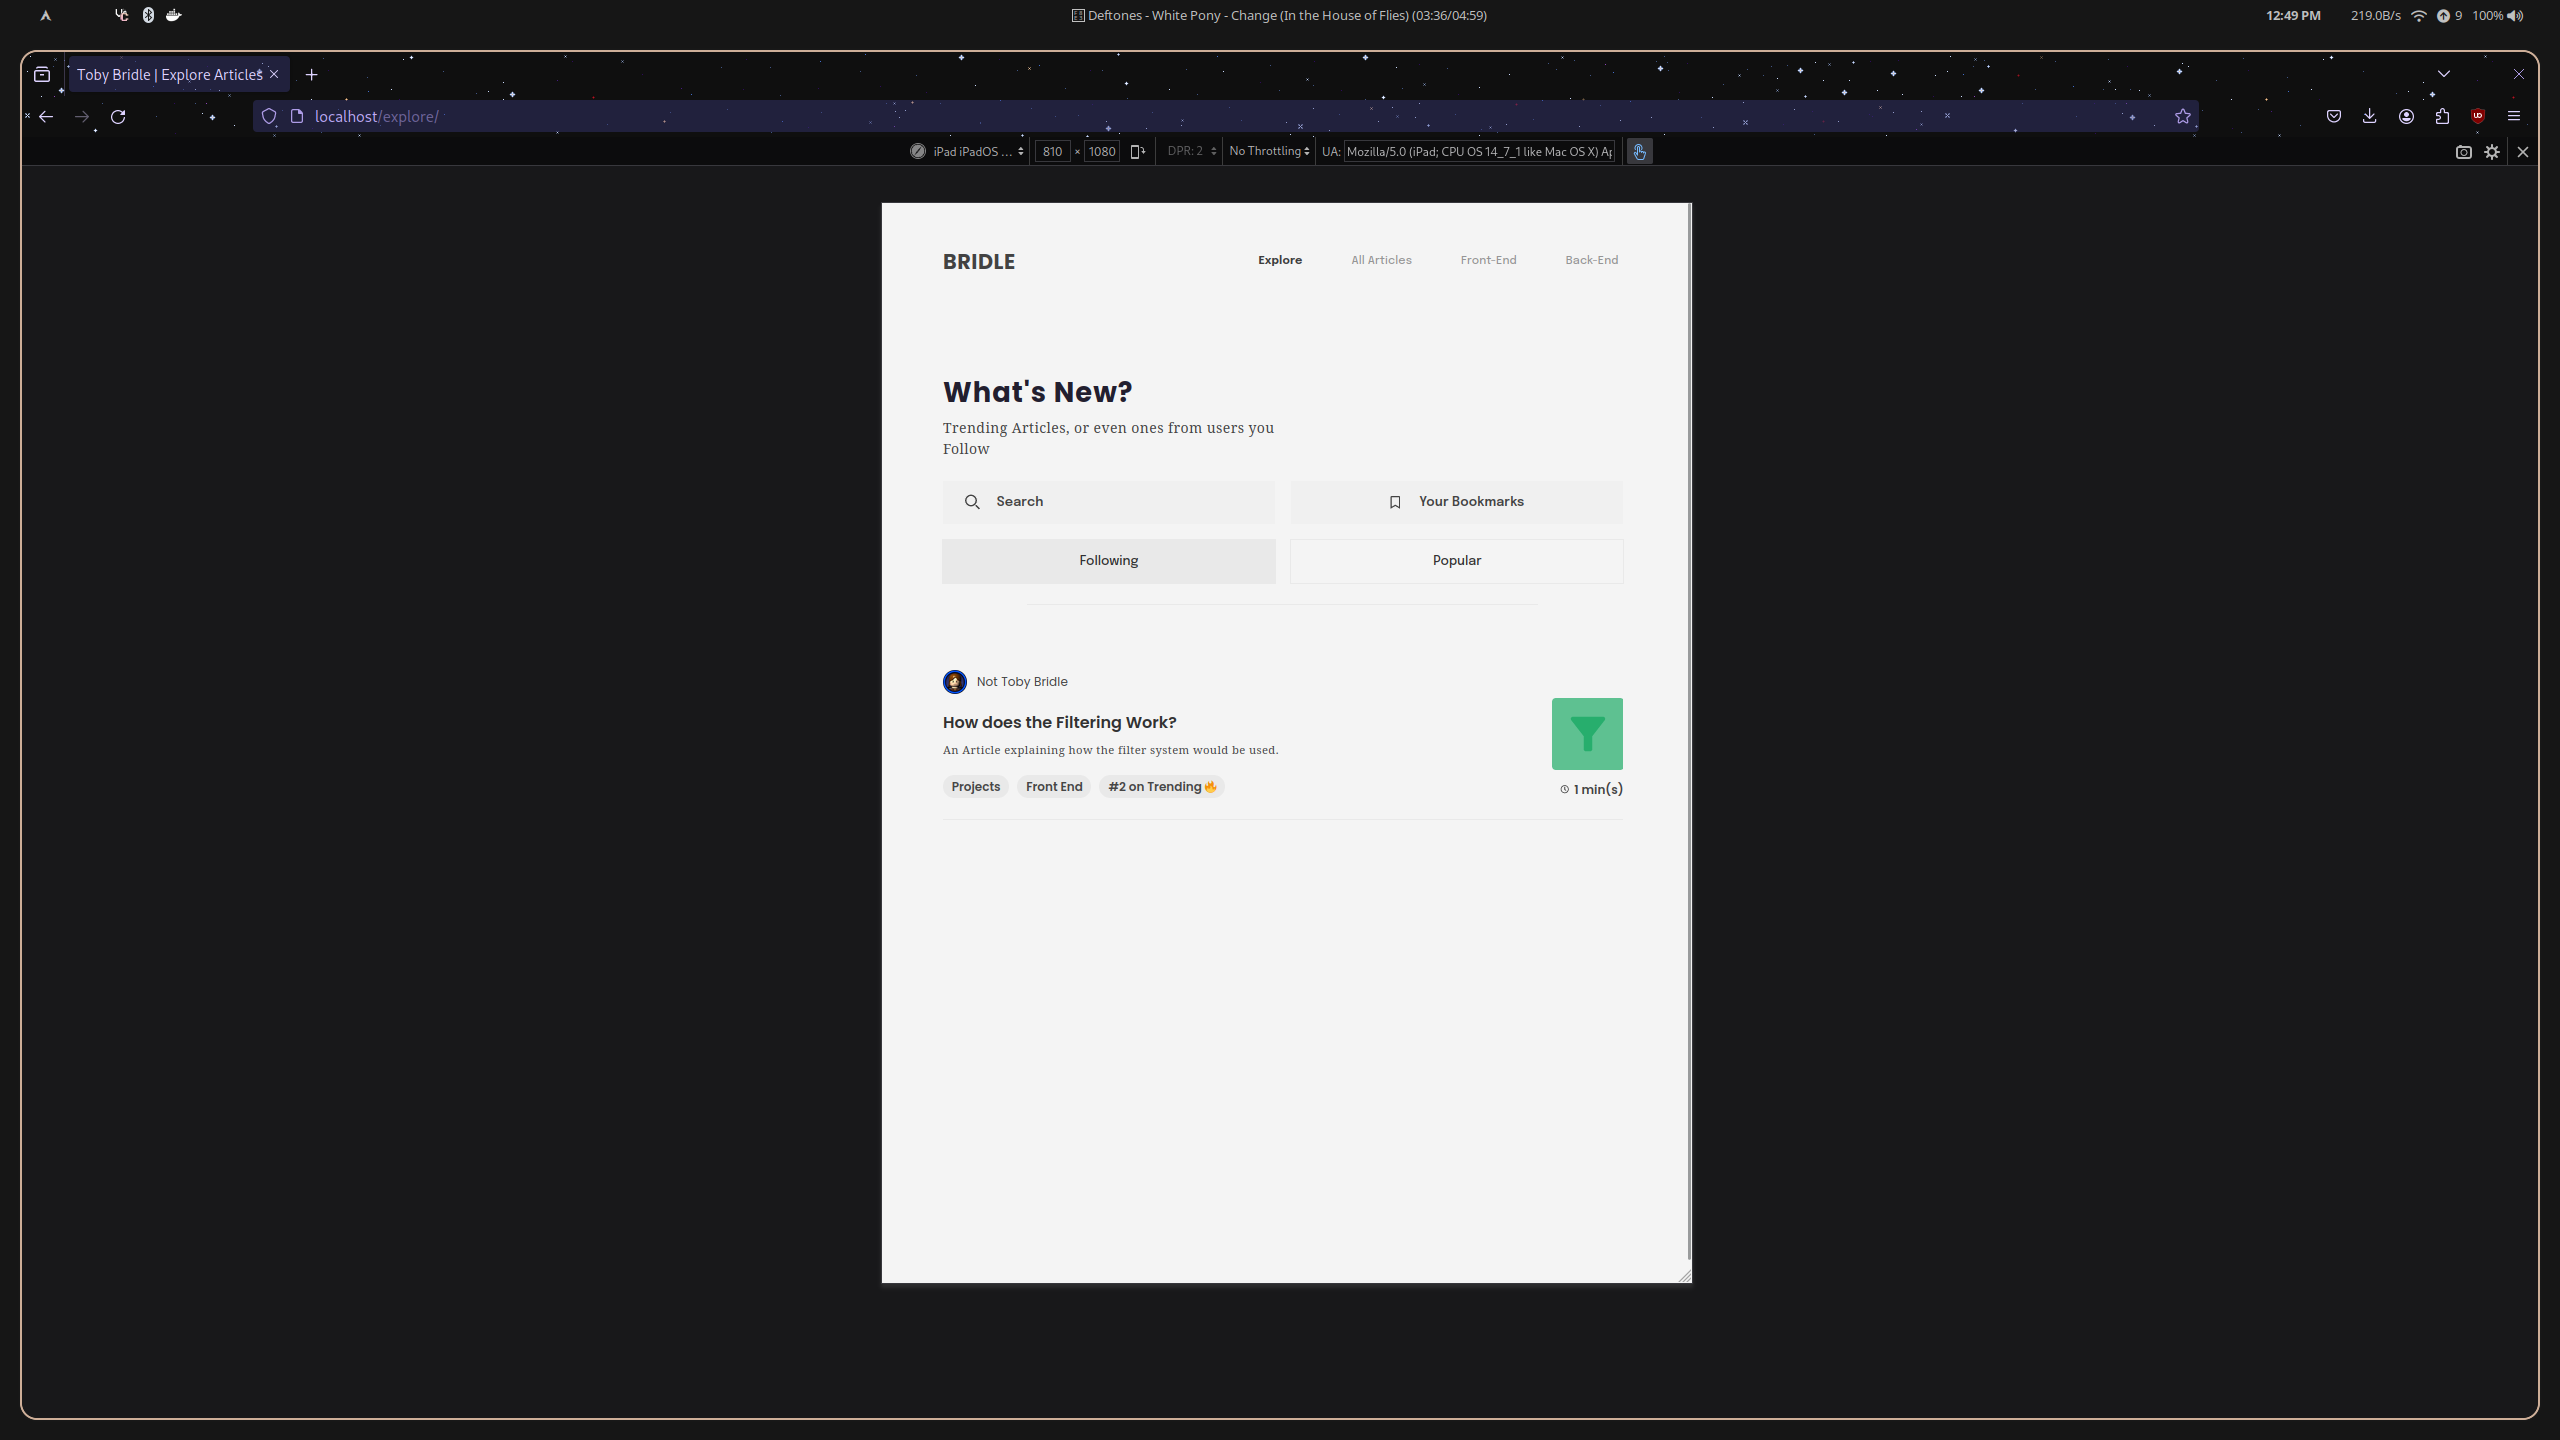 Deftones - White Pony - Change (In the House of Flies) (03:36/04:59)
12:49 PM
219.0B/s
9
100%
Toby Bridle | Explore Articles
localhost/explore/
iPad iPadOS ...
810 × 1080
DPR: 2
No Throttling
UA: Mozilla/5.0 (iPad; CPU OS 14_7_1 like Mac OS X)
BRIDLE
Explore
All Articles
Front-End
Back-End
What's New?
Trending Articles, or even ones from users you
Follow
Search
Your Bookmarks
Following
Popular
Not Toby Bridle
How does the Filtering Work?
An Article explaining how the filter system would be used.
Projects
Front End
#2 on Trending 🔥
1 min(s)